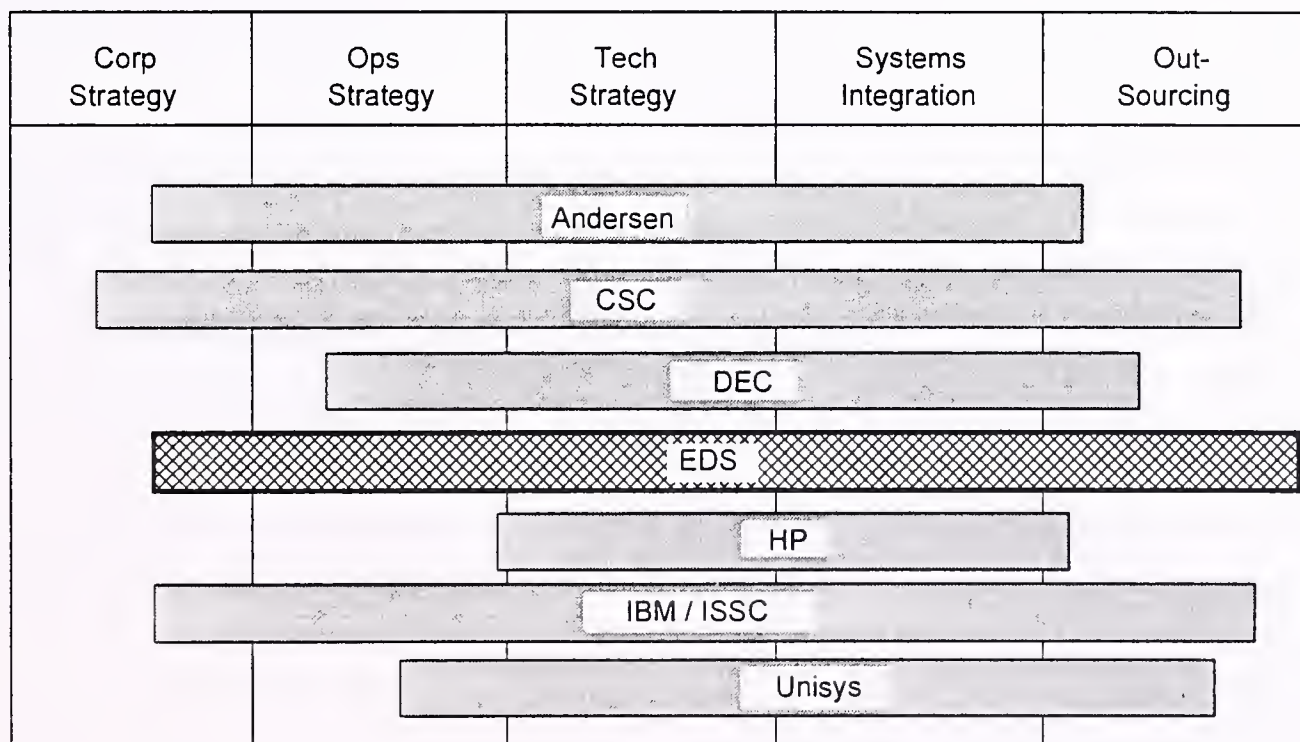 Corp
Strategy
Ops
Strategy
Tech
Strategy
Systems
Integration
Out-
Sourcing
Andersen
CSC
DEC
EDS
HP
IBM / ISSC
Unisys